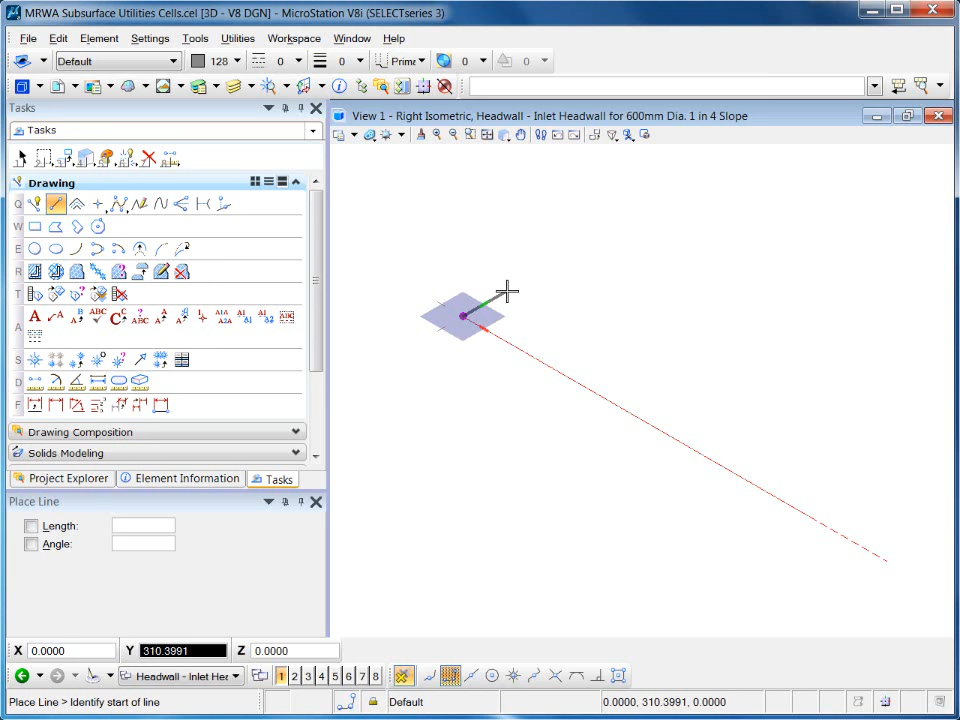 MRWA Subsurface Utilities Cells.cel [3D - V8 DGN] - MicroStation V8i (SELECTseries 3)
File Edit Element Settings Tools Utilities Workspace Window Help
Default 128 0 0 Prima 0 0
Tasks
View 1 - Right Isometric, Headwall - Inlet Headwall for 600mm Dia. 1 in 4 Slope
Tasks
Drawing
Q
W
E
R
T
A
S
D
F
Drawing Composition
Solids Modeling
Project Explorer Element Information Tasks
Place Line
Length:
Angle:
X 0.0000 Y 310.3991 Z 0.0000
Headwall - Inlet Hea 1 2 3 4 5 6 7 8
Place Line > Identify start of line Default 0.0000, 310.3991, 0.0000